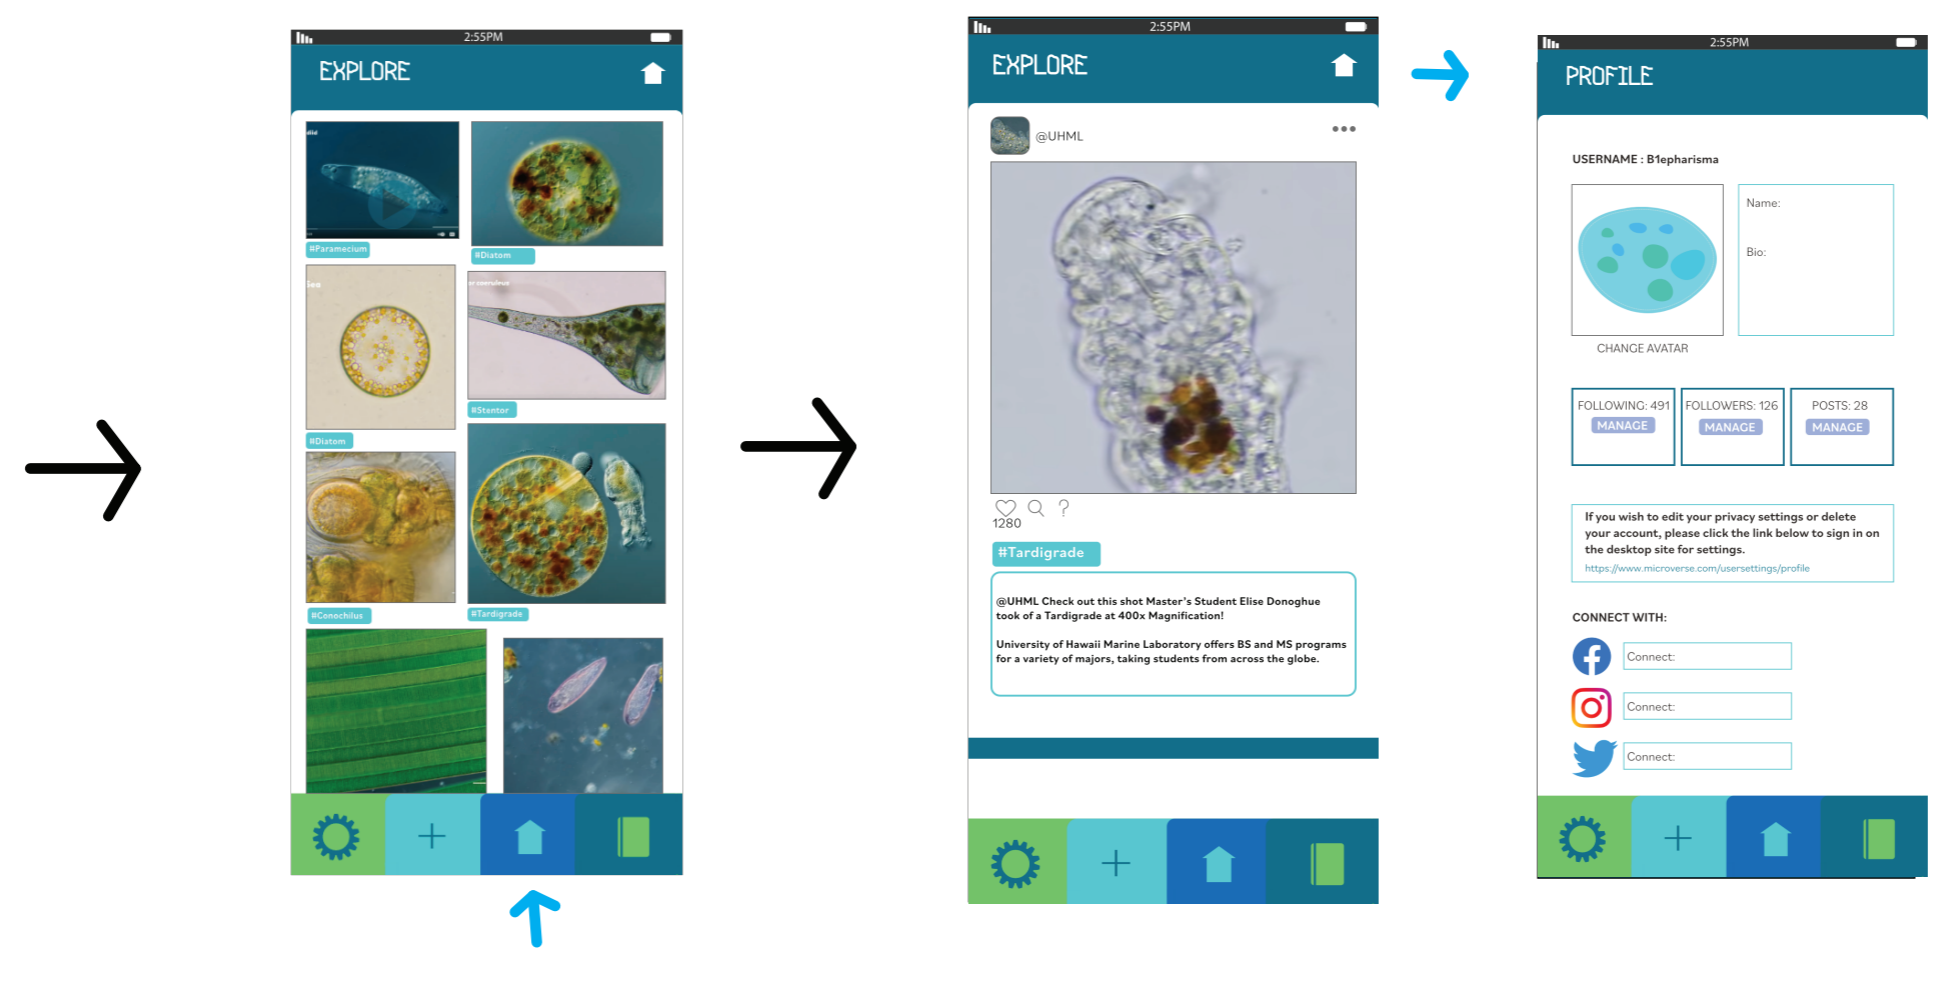 2:55PM
EXPLORE
#Paramecium
#Diatom
Sea
er coeruleus
#Stentor
#Diatom
#Conochilus
#Tardigrade
2:55PM
EXPLORE
@UHML
1280
#Tardigrade
@UHML Check out this shot Master's Student Elise Donoghue
took of a Tardigrade at 400x Magnification!
University of Hawaii Marine Laboratory offers BS and MS programs
for a variety of majors, taking students from across the globe.
2:55PM
PROFILE
USERNAME : B1epharisma
Name:
Bio:
CHANGE AVATAR
FOLLOWING: 491
MANAGE
FOLLOWERS: 126
MANAGE
POSTS: 28
MANAGE
If you wish to edit your privacy settings or delete
your account, please click the link below to sign in on
the desktop site for settings.
https://www.microverse.com/usersettings/profile
CONNECT WITH:
Connect:
Connect:
Connect: